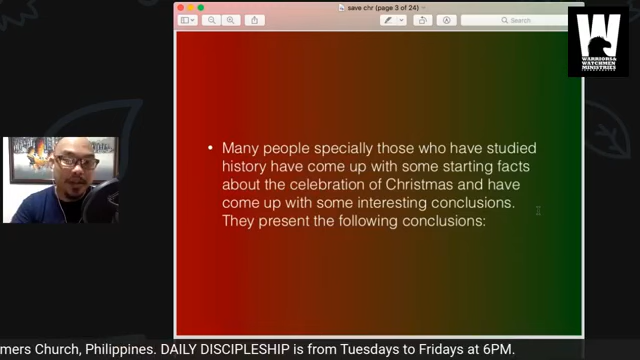 save chr (page 3 of 24)
Search
WARRIORS &
WATCHMEN
MINISTRIES
• Many people specially those who have studied
history have come up with some starting facts
about the celebration of Christmas and have
come up with some interesting conclusions.
They present the following conclusions:
mers Church, Philippines. DAILY DISCIPLESHIP is from Tuesdays to Fridays at 6PM.